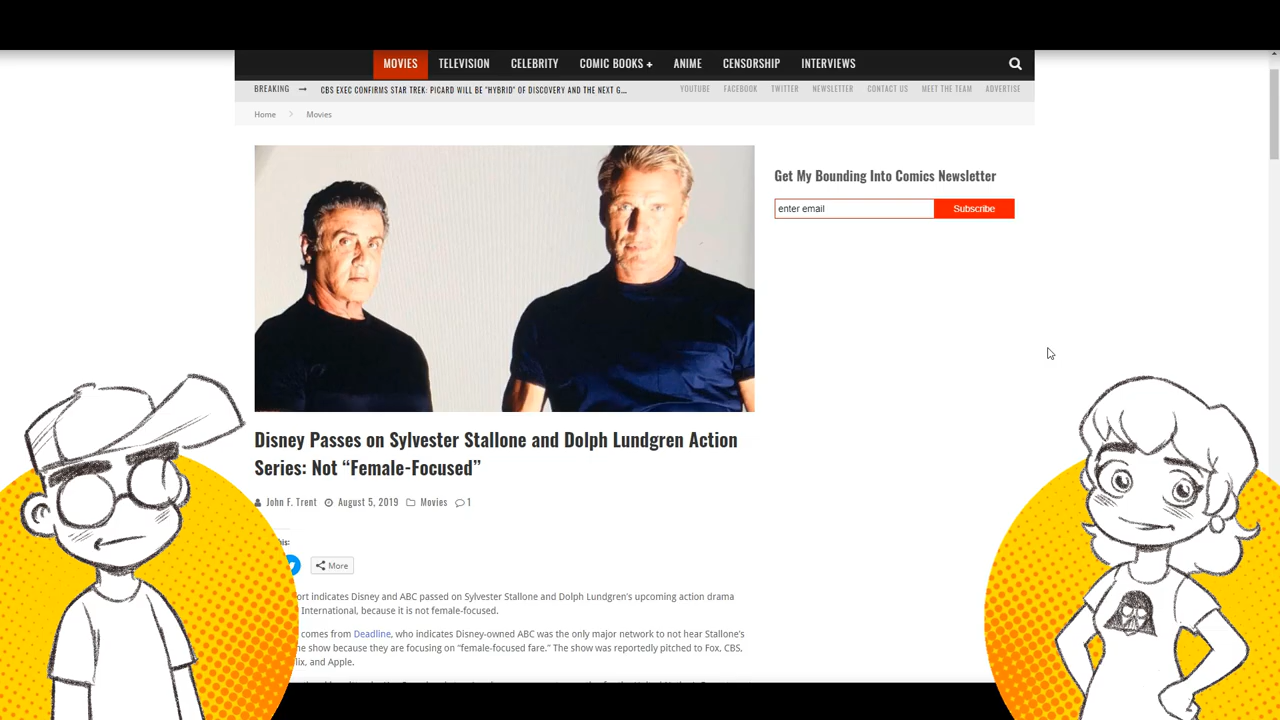 MOVIES TELEVISION CELEBRITY COMIC BOOKS + ANIME CENSORSHIP INTERVIEWS
BREAKING → CBS EXEC CONFIRMS STAR TREK: PICARD WILL BE "HYBRID" OF DISCOVERY AND THE NEXT G... YOUTUBE FACEBOOK TWITTER NEWSLETTER CONTACT US MEET THE TEAM ADVERTISE
Home > Movies
Get My Bounding Into Comics Newsletter
enter email Subscribe
Disney Passes on Sylvester Stallone and Dolph Lundgren Action
Series: Not “Female-Focused”
John F. Trent August 5, 2019 Movies 1
More
indicates Disney and ABC passed on Sylvester Stallone and Dolph Lundgren's upcoming action drama
International, because it is not female-focused.
comes from Deadline, who indicates Disney-owned ABC was the only major network to not hear Stallone's
show because they are focusing on “female-focused fare.” The show was reportedly pitched to Fox, CBS,
and Apple.